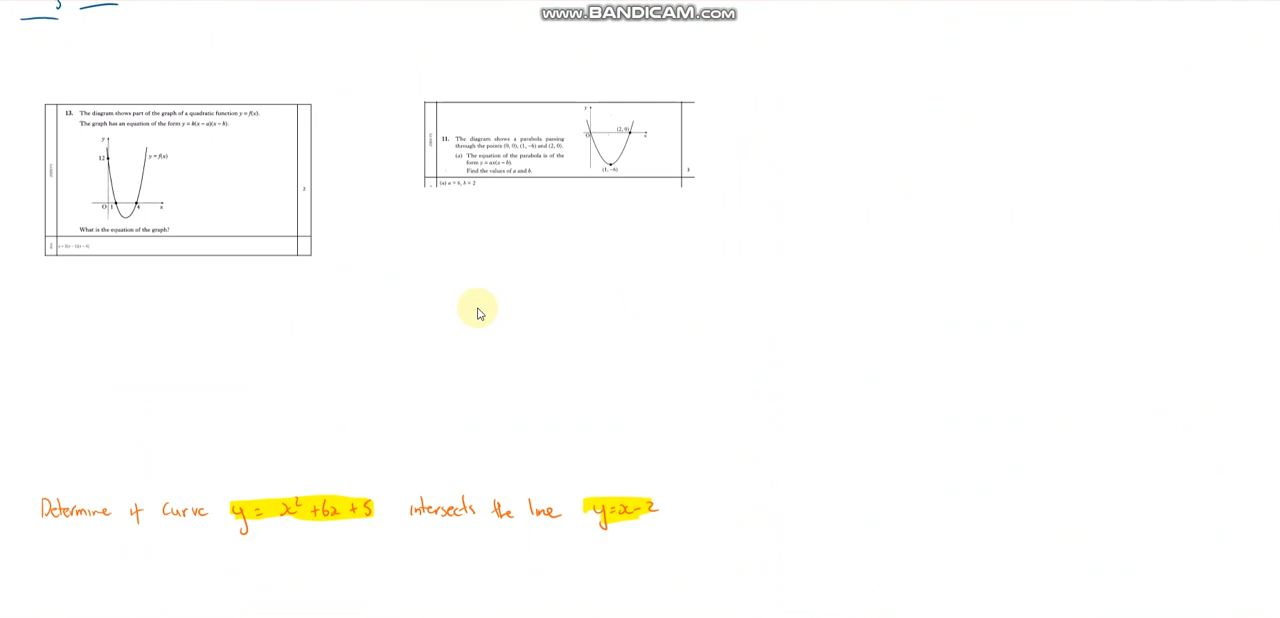 www.BANDICAM.com
13. The diagram shows part of the graph of a quadratic function y = f(x).
The graph has an equation of the form y = k(x − a)(x − b).
y
12
y = f(x)
O 1 4 x
2
What is the equation of the graph?
11. The diagram shows a parabola passing
through the points (0, 0), (1, −6) and (2, 0).
(a) The equation of the parabola is of the
form y = ax(x − b).
Find the values of a and b.
y
(2, 0)
O x
(1, −6)
3
(a) a = 6, b = 2
Determine if curve y = x² + 6x + 5 intersects the line y = x − 2